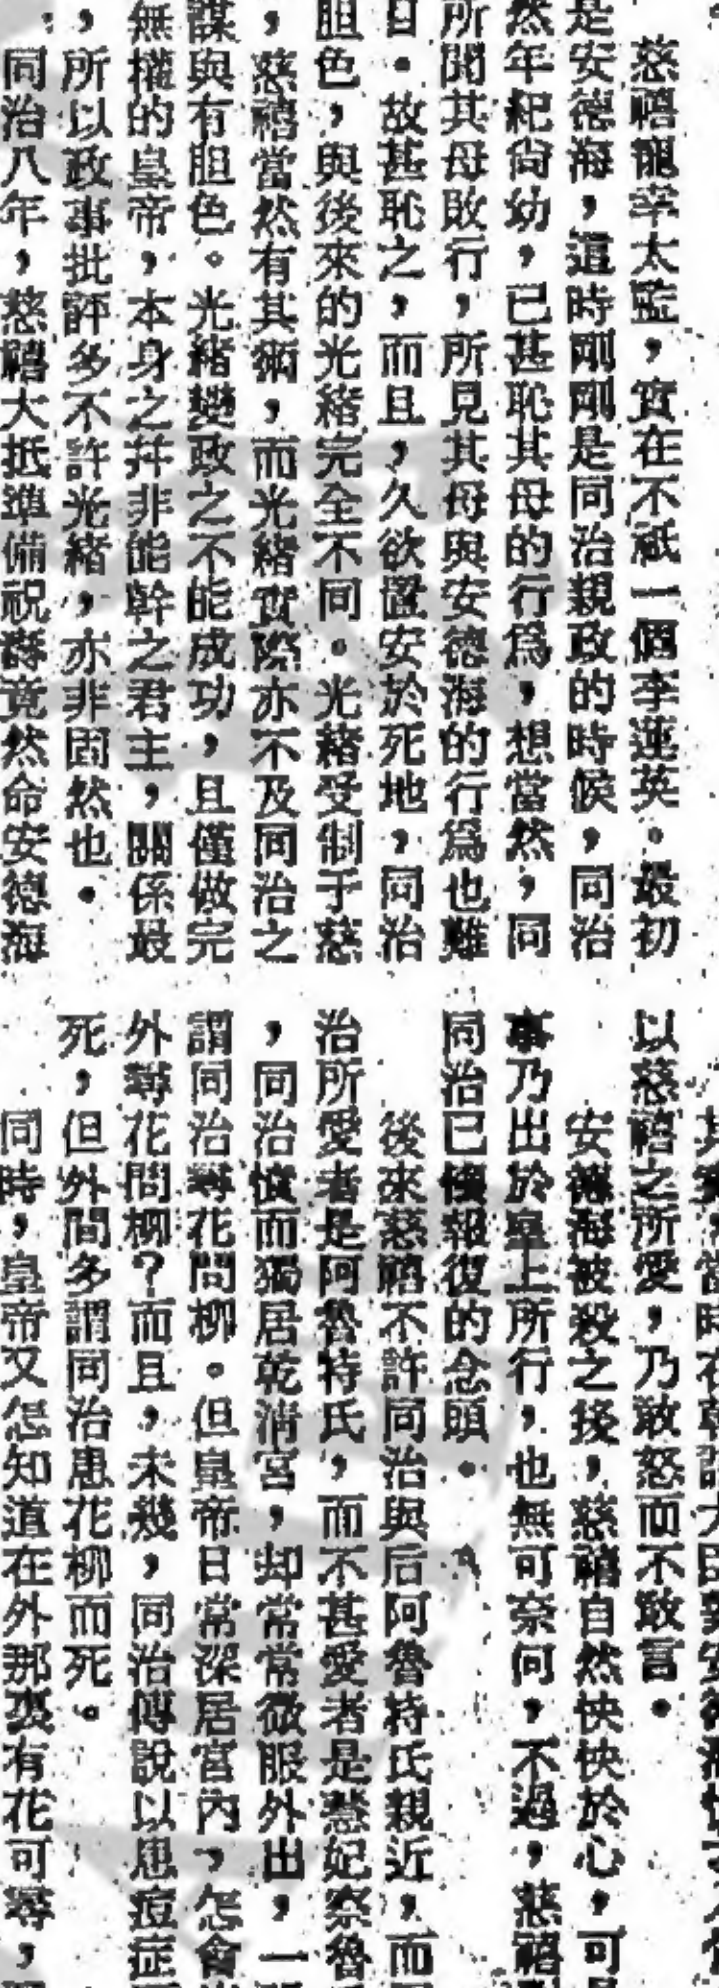 慈禧寵幸太監,實在不祇一個李蓮英。最初
是安德海,這時剛剛是同治親政的時候,同治
然年紀尙幼,已甚恥其母的行爲,想當然,同
所聞其母敗行,所見其母與安德海的行爲也難
日。故甚恥之,而且,久欲置安於死地,同治
胆色,與後來的光緒完全不同。光緒受制于慈
,慈禧當然有其術,而光緒實際亦不及同治之
謀與有胆色。光緒變政之不能成功,且僅做完
無權的皇帝,本身之幷非能幹之君主,關係最
,所以政事批評多不許光緒,亦非固然也。
同治八年,慈禧大抵準備祝壽竟然命安德海
其實,當時在朝諸大臣對安德海
以慈禧之所愛,乃敢怒而不敢言。
安德海被殺之後,慈禧自然怏怏於心,可
事乃出於皇上所行,也無可奈何,不過,慈禧
同治已懷報復的念頭。
後來慈禧不許同治與后阿魯特氏親近,而
治所愛者是阿魯特氏,而不甚愛者是慧妃察魯
,同治憤而獨居乾淸宮,却常常微服外出,一
謂同治尋花問柳。但皇帝日常深居宮內,怎會
外尋花問柳?而且,未幾,同治傳說以患痘症
死,但外間多謂同治患花柳而死。
同時,皇帝又怎知道在外那裏有花可尋,